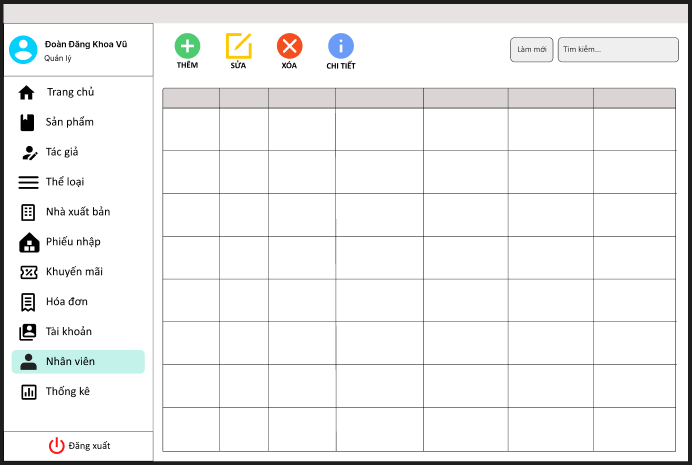 Đoàn Đăng Khoa Vũ
Quản lý
Trang chủ
Sản phẩm
Tác giả
Thể loại
Nhà xuất bản
Phiếu nhập
Khuyến mãi
Hóa đơn
Tài khoản
Nhân viên
Thống kê
Đăng xuất
THÊM
SỬA
XÓA
CHI TIẾT
Làm mới
Tìm kiếm...